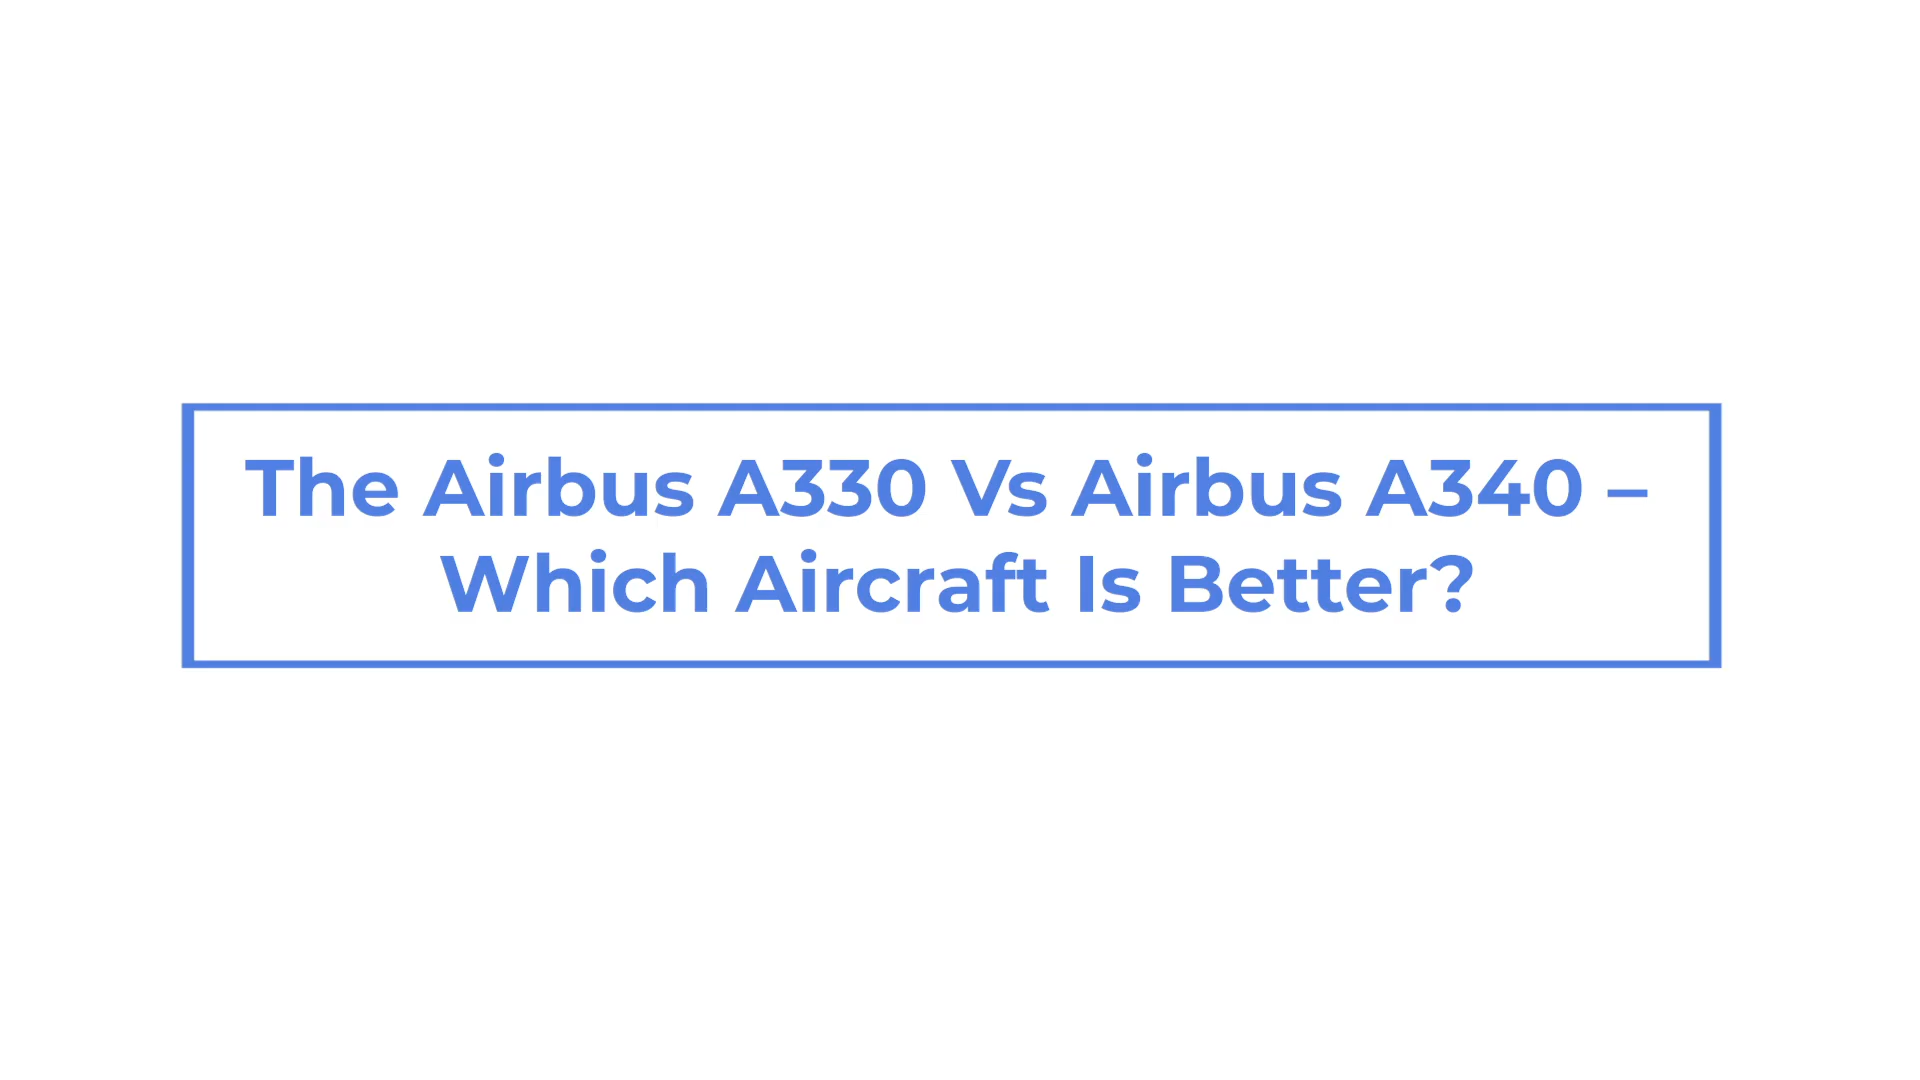 The Airbus A330 Vs Airbus A340 –
Which Aircraft Is Better?